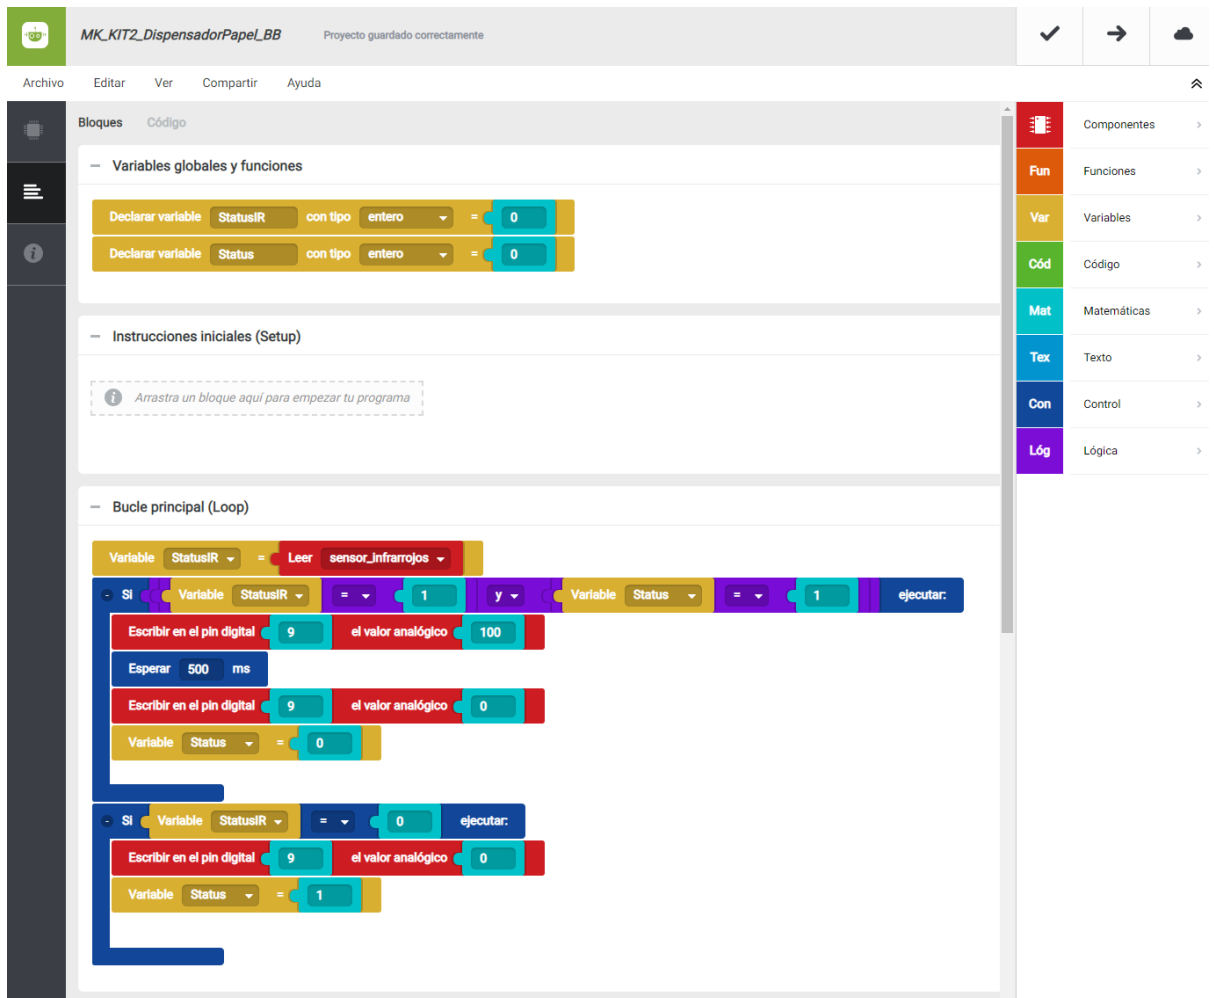 MK_KIT2_DispensadorPapel_BB Proyecto guardado correctamente
Archivo Editar Ver Compartir Ayuda
Bloques Código
Variables globales y funciones
Declarar variable StatusIR con tipo entero = 0
Declarar variable Status con tipo entero = 0
Instrucciones iniciales (Setup)
Arrastra un bloque aquí para empezar tu programa
Bucle principal (Loop)
Variable StatusIR = Leer sensor_infrarrojos
Si Variable StatusIR = 1 y Variable Status = 1 ejecutar:
Escribir en el pin digital 9 el valor analógico 100
Esperar 500 ms
Escribir en el pin digital 9 el valor analógico 0
Variable Status = 0
Si Variable StatusIR = 0 ejecutar:
Escribir en el pin digital 9 el valor analógico 0
Variable Status = 1
Componentes
Fun Funciones
Var Variables
Cód Código
Mat Matemáticas
Tex Texto
Con Control
Lóg Lógica